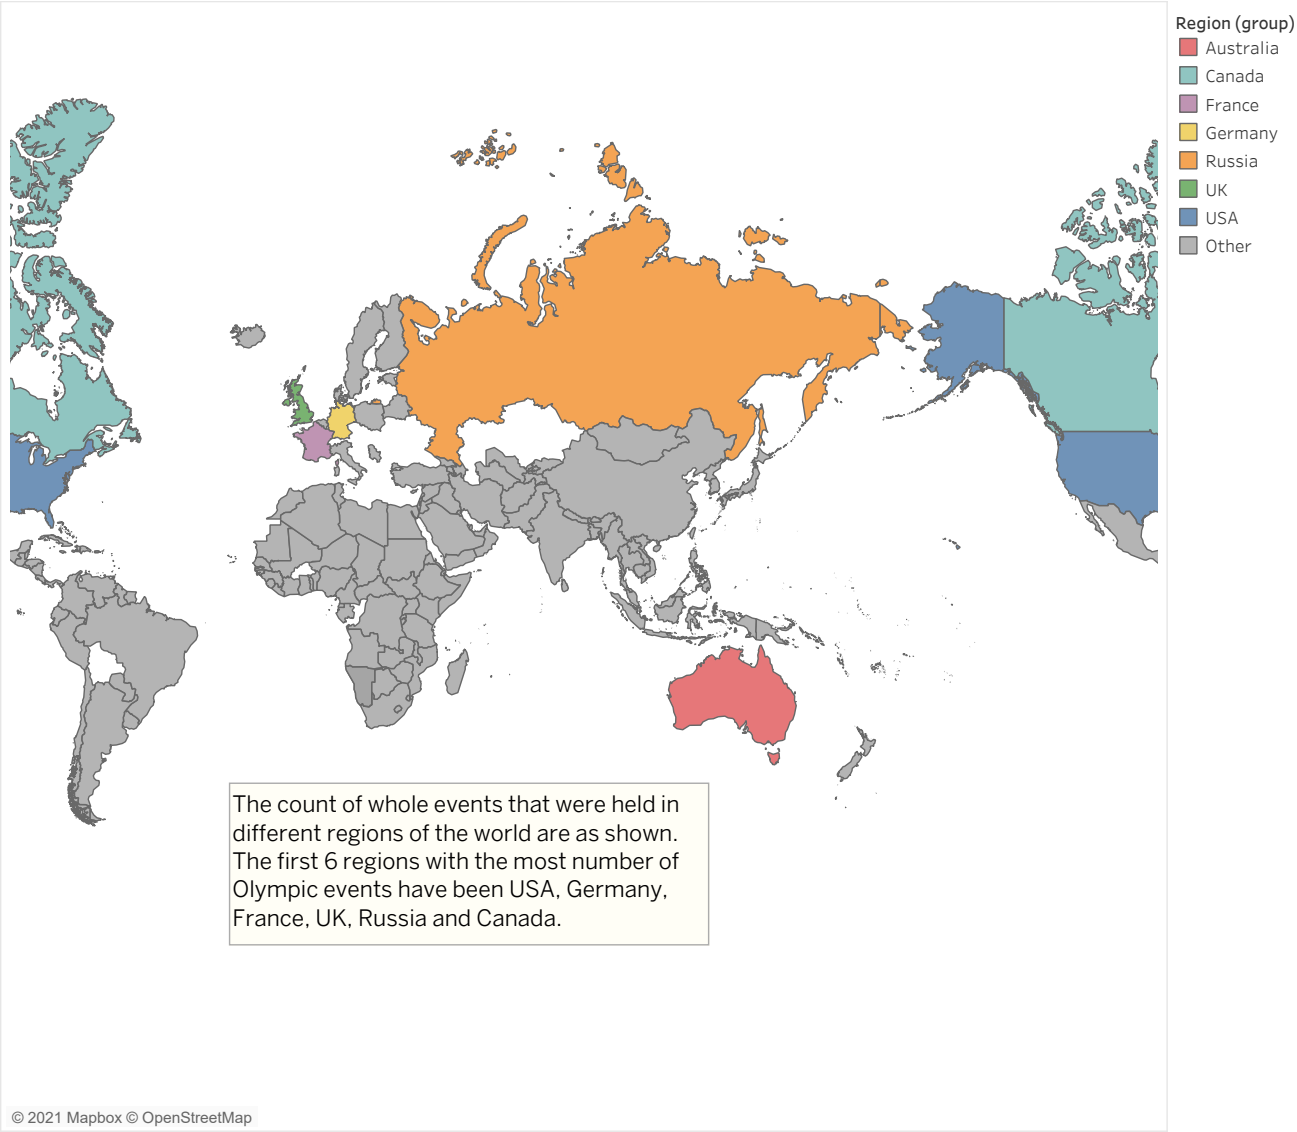 Region (group)
Australia
Canada
France
Germany
Russia
UK
USA
Other
The count of whole events that were held in
different regions of the world are as shown.
The first 6 regions with the most number of
Olympic events have been USA, Germany,
France, UK, Russia and Canada.
© 2021 Mapbox © OpenStreetMap